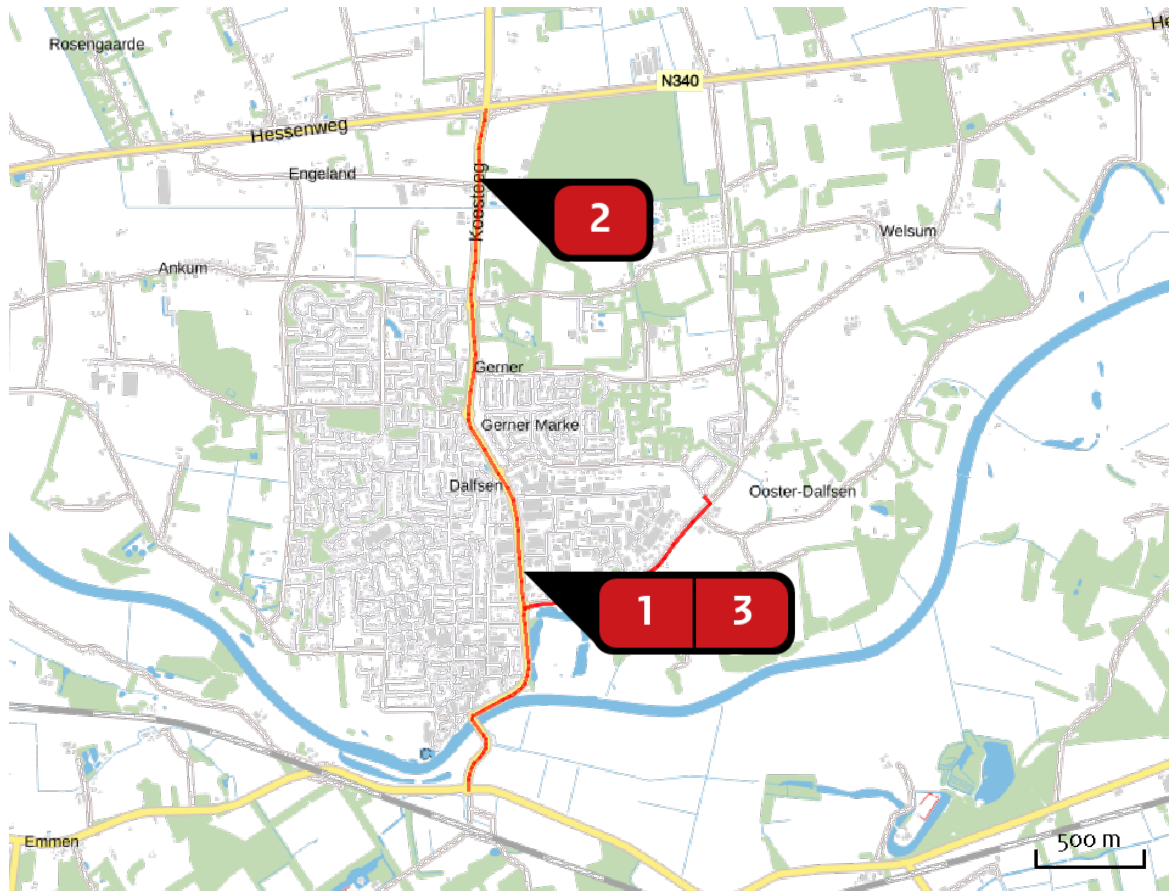 He
Rosengaarde
N340
Hessenweg
Engeland
Koesteeg
2
Welsum
Ankum
Gerner
Gerner Marke
Dalfsen
Ooster-Dalfsen
1 3
Emmen
500 m